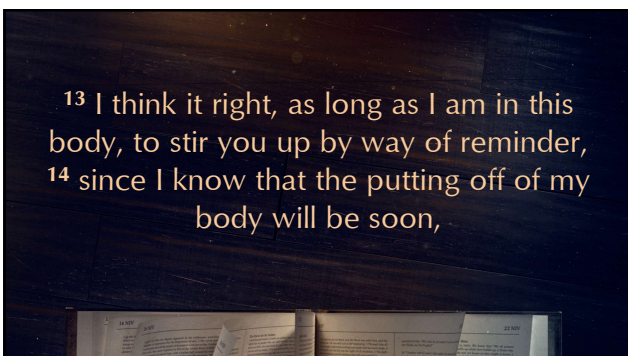 13 I think it right, as long as I am in this
body, to stir you up by way of reminder,
14 since I know that the putting off of my
body will be soon,